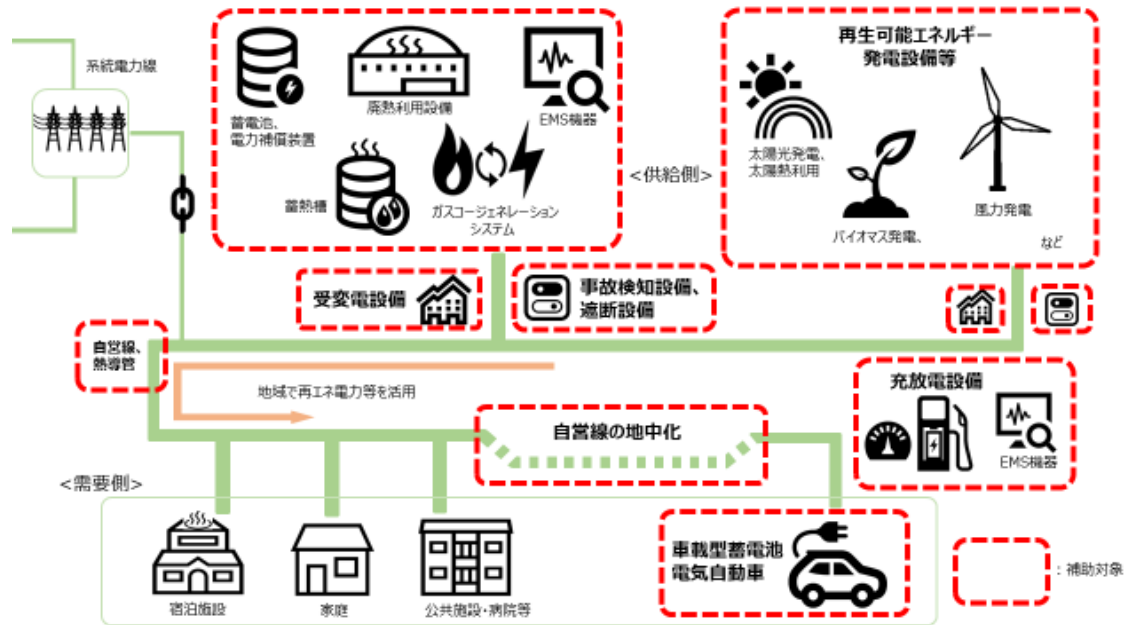 系統電力線
蓄電池、
電力補償装置
廃熱利用設備
EMS機器
蓄熱槽
ガスコージェネレーション
システム
<供給側>
再生可能エネルギー
発電設備等
太陽光発電、
太陽熱利用
バイオマス発電、
風力発電
など
受変電設備
事故検知設備、
遮断設備
自営線、
熱導管
地域で再エネ電力等を活用
自営線の地中化
充放電設備
EMS機器
<需要側>
宿泊施設
家庭
公共施設・病院等
車載型蓄電池
電気自動車
：補助対象